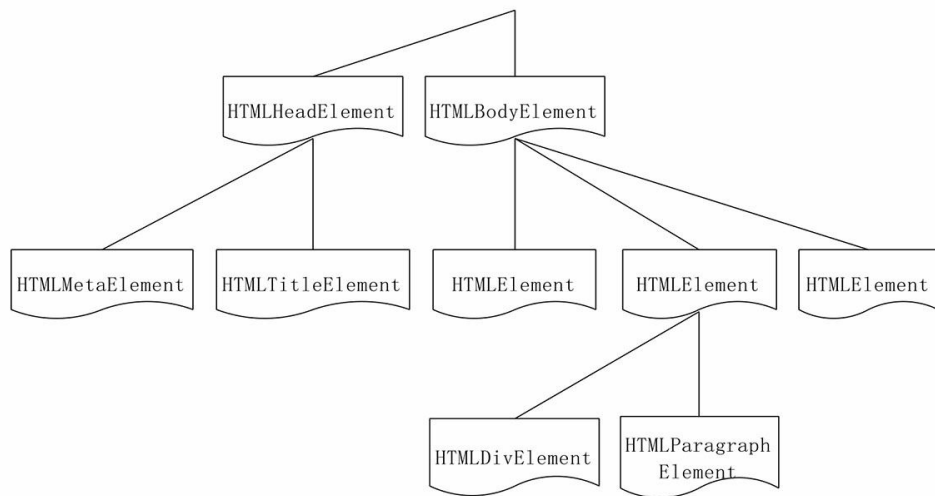 HTMLHeadElement
HTMLBodyElement
HTMLMetaElement
HTMLTitleElement
HTMLElement
HTMLElement
HTMLElement
HTMLDivElement
HTMLParagraph
Element